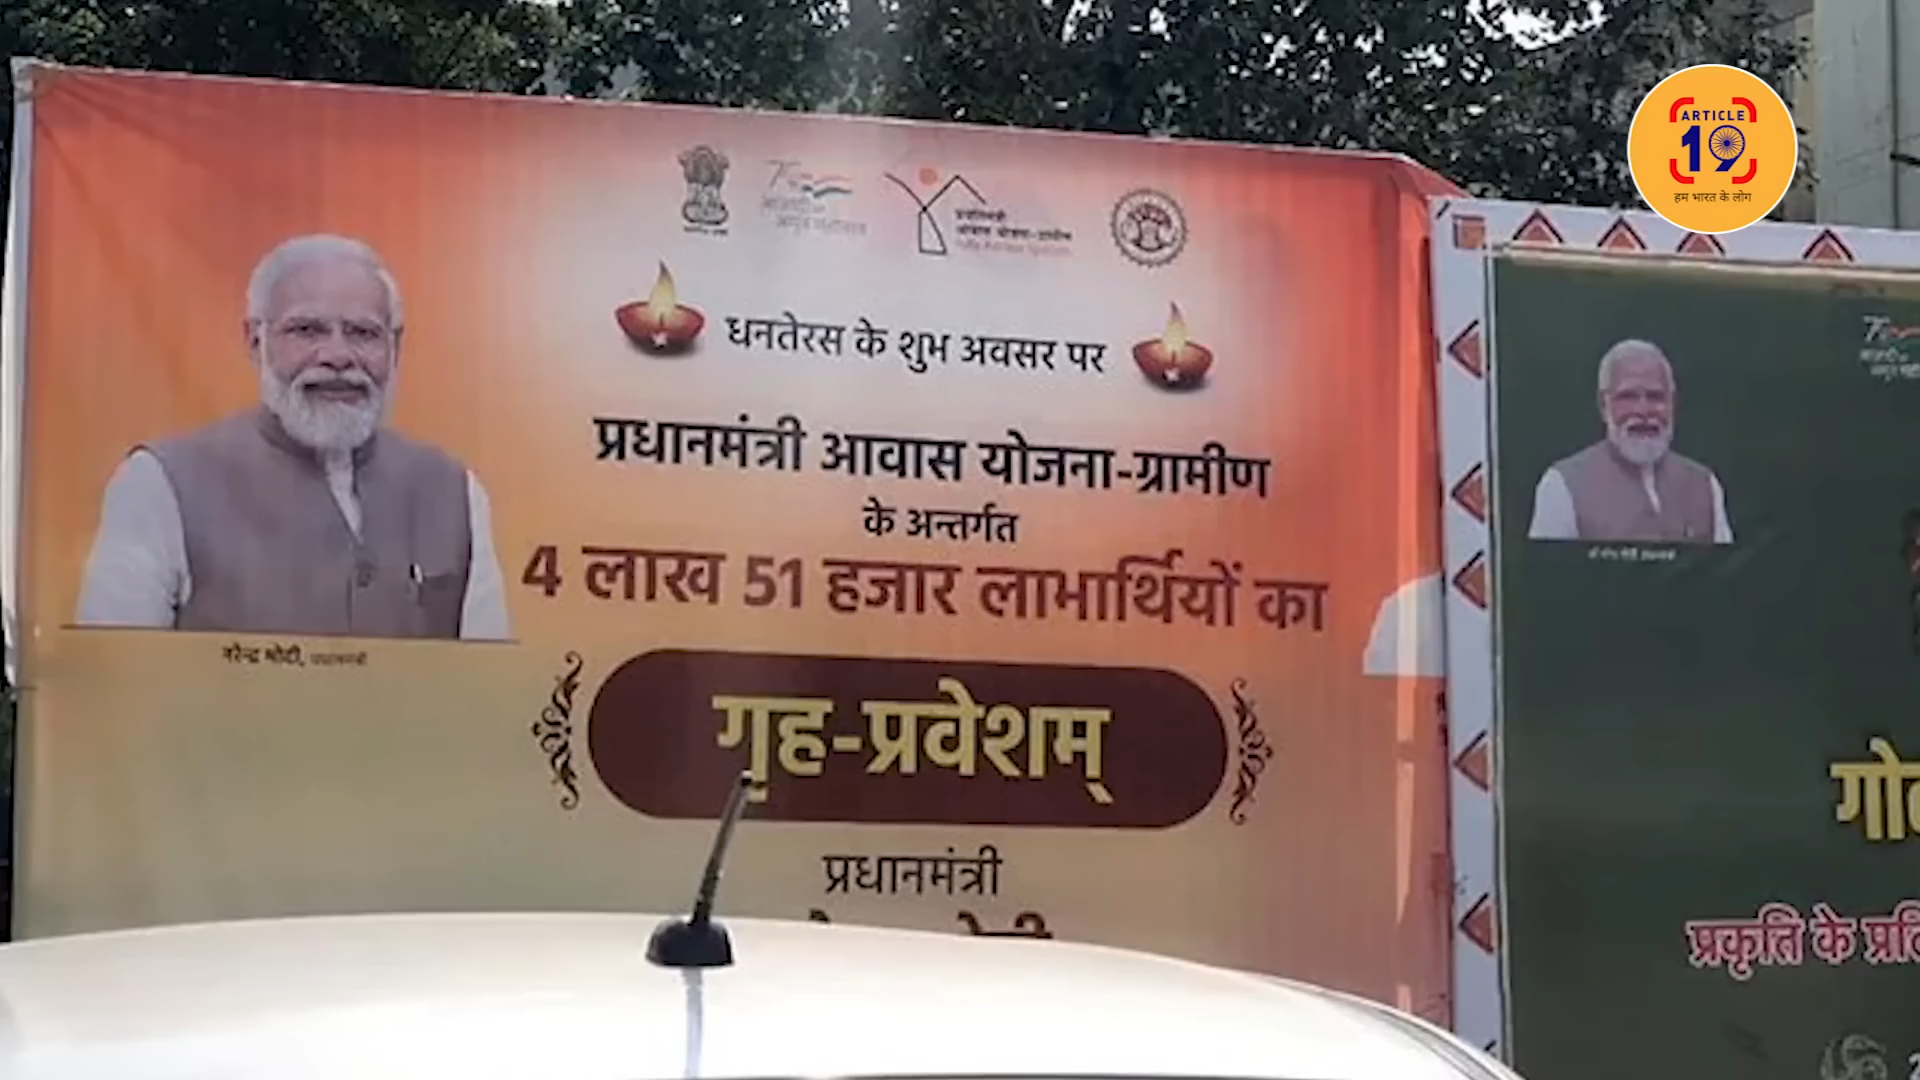 ARTICLE
19
हम भारत के लोग
धनतेरस के शुभ अवसर पर
प्रधानमंत्री आवास योजना-ग्रामीण
के अन्तर्गत
4 लाख 51 हजार लाभार्थियों का
नरेन्द्र मोदी,
गृह-प्रवेशम्
प्रधानमंत्री
प्रकृति के